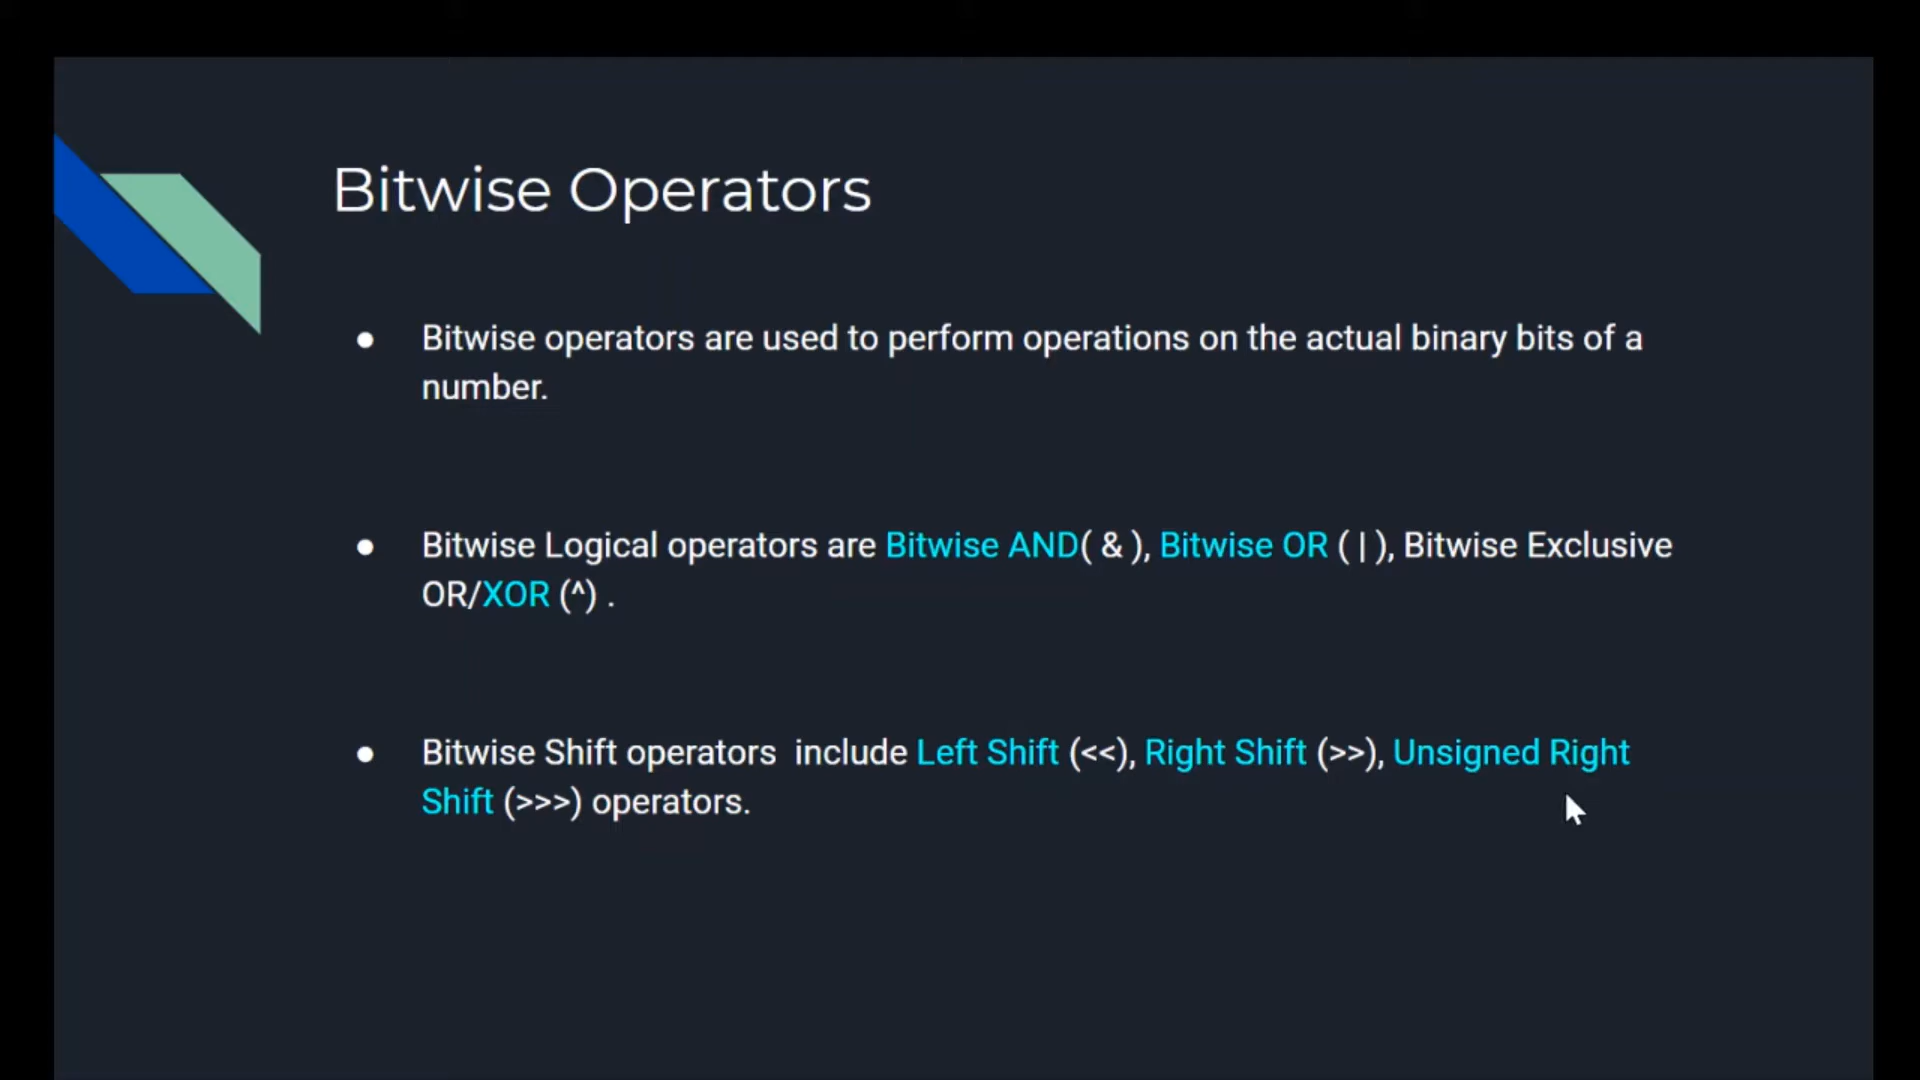 Bitwise Operators
● Bitwise operators are used to perform operations on the actual binary bits of a
number.
● Bitwise Logical operators are Bitwise AND( & ), Bitwise OR ( | ), Bitwise Exclusive
OR/XOR (^) .
● Bitwise Shift operators  include Left Shift (<<), Right Shift (>>), Unsigned Right
Shift (>>>) operators.